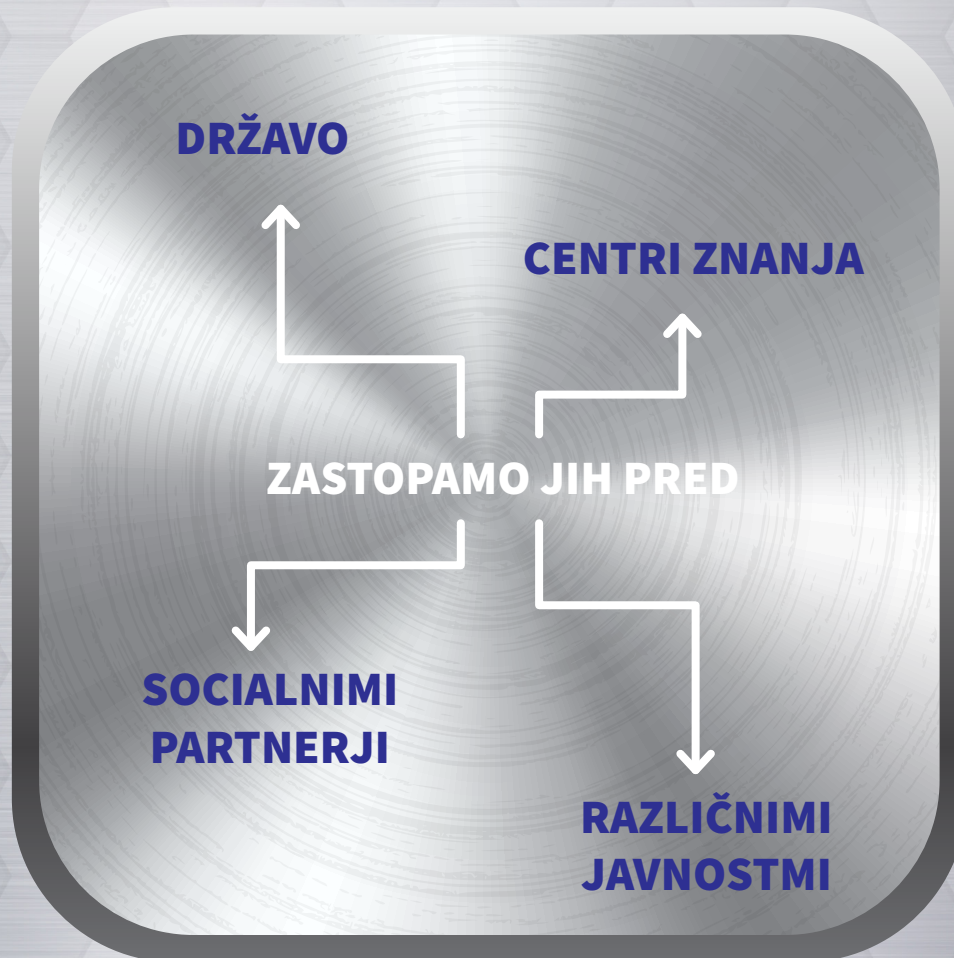 DRŽAVO
CENTRI ZNANJA
ZASTOPAMO JIH PRED
SOCIALNIMI
PARTNERJI
RAZLIČNIMI
JAVNOSTMI